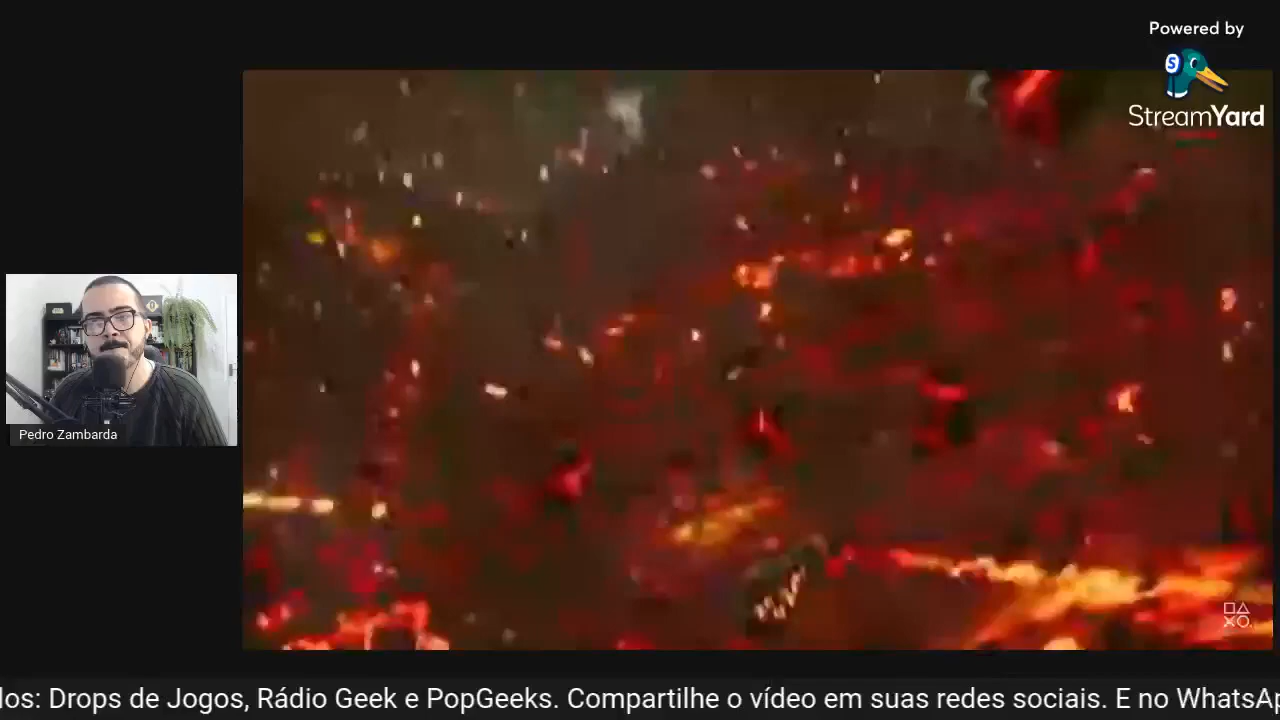 Powered by
StreamYard
Pedro Zambarda
los: Drops de Jogos, Rádio Geek e PopGeeks. Compartilhe o vídeo em suas redes sociais. E no WhatsAp